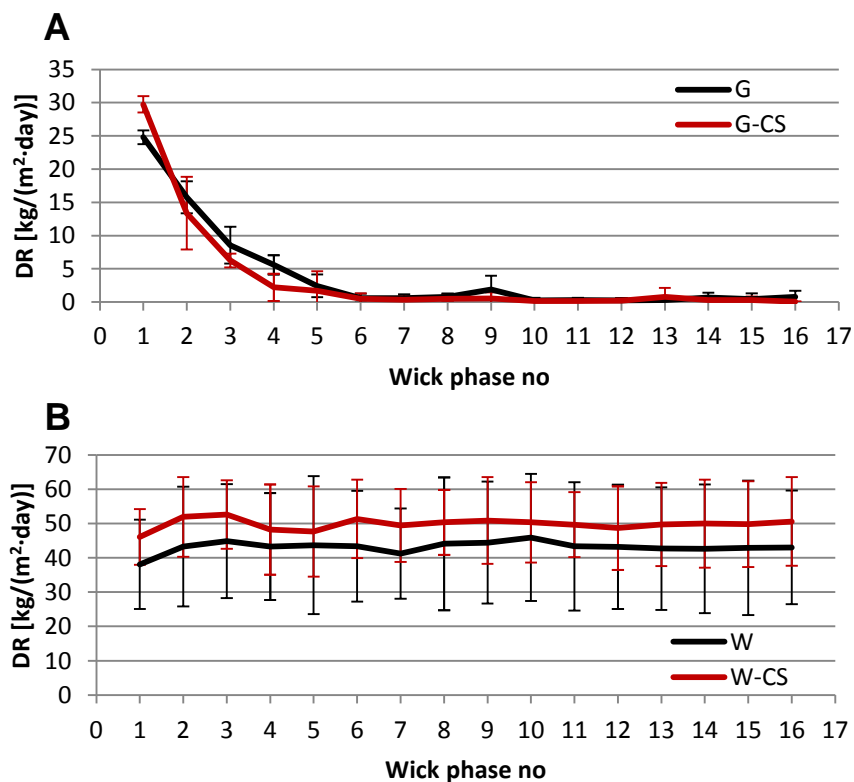 A
35
30
25
20
15
10
5
0
DR [kg/(m²·day)]
G
G-CS
0 1 2 3 4 5 6 7 8 9 10 11 12 13 14 15 16 17
Wick phase no
B
70
60
50
40
30
20
10
0
DR [kg/(m²·day)]
W
W-CS
0 1 2 3 4 5 6 7 8 9 10 11 12 13 14 15 16 17
Wick phase no